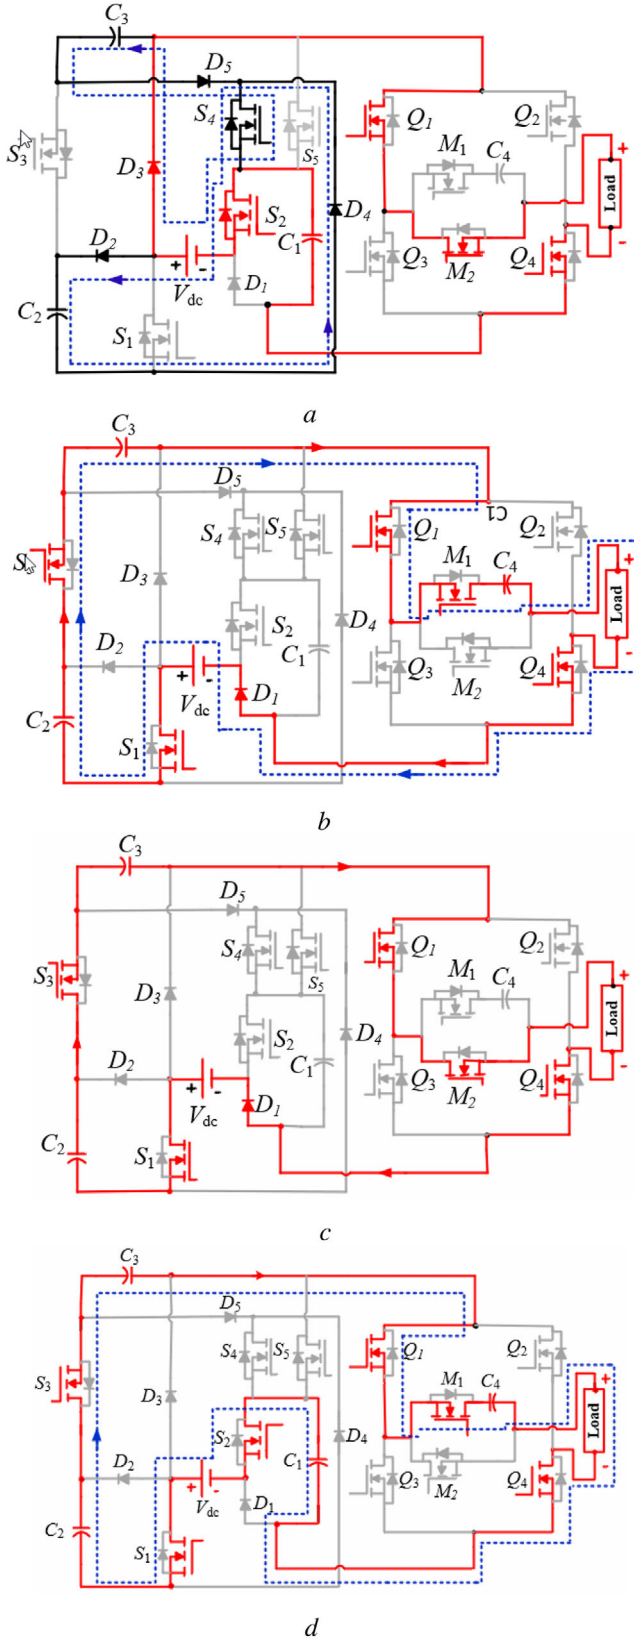 C3
D5
S4
S5
Q1
Q2
M1
C4
S3
D3
S2
D4
C1
Load
+
-
D2
+
-
Vdc
D1
Q3
M2
Q4
C2
S1
a
C3
D5
S4
S5
Q1
C1
Q2
M1
C4
S
D3
S2
D4
C1
Load
+
-
D2
+
-
Vdc
D1
Q3
M2
Q4
C2
S1
b
C3
D5
S4
S5
Q1
Q2
M1
C4
S3
D3
S2
D4
C1
Load
+
-
D2
+
-
Vdc
D1
Q3
M2
Q4
C2
S1
c
C3
D5
S4
S5
Q1
Q2
M1
C4
S3
D3
S2
D4
C1
Load
+
-
D2
+
-
Vdc
D1
Q3
M2
Q4
C2
S1
d